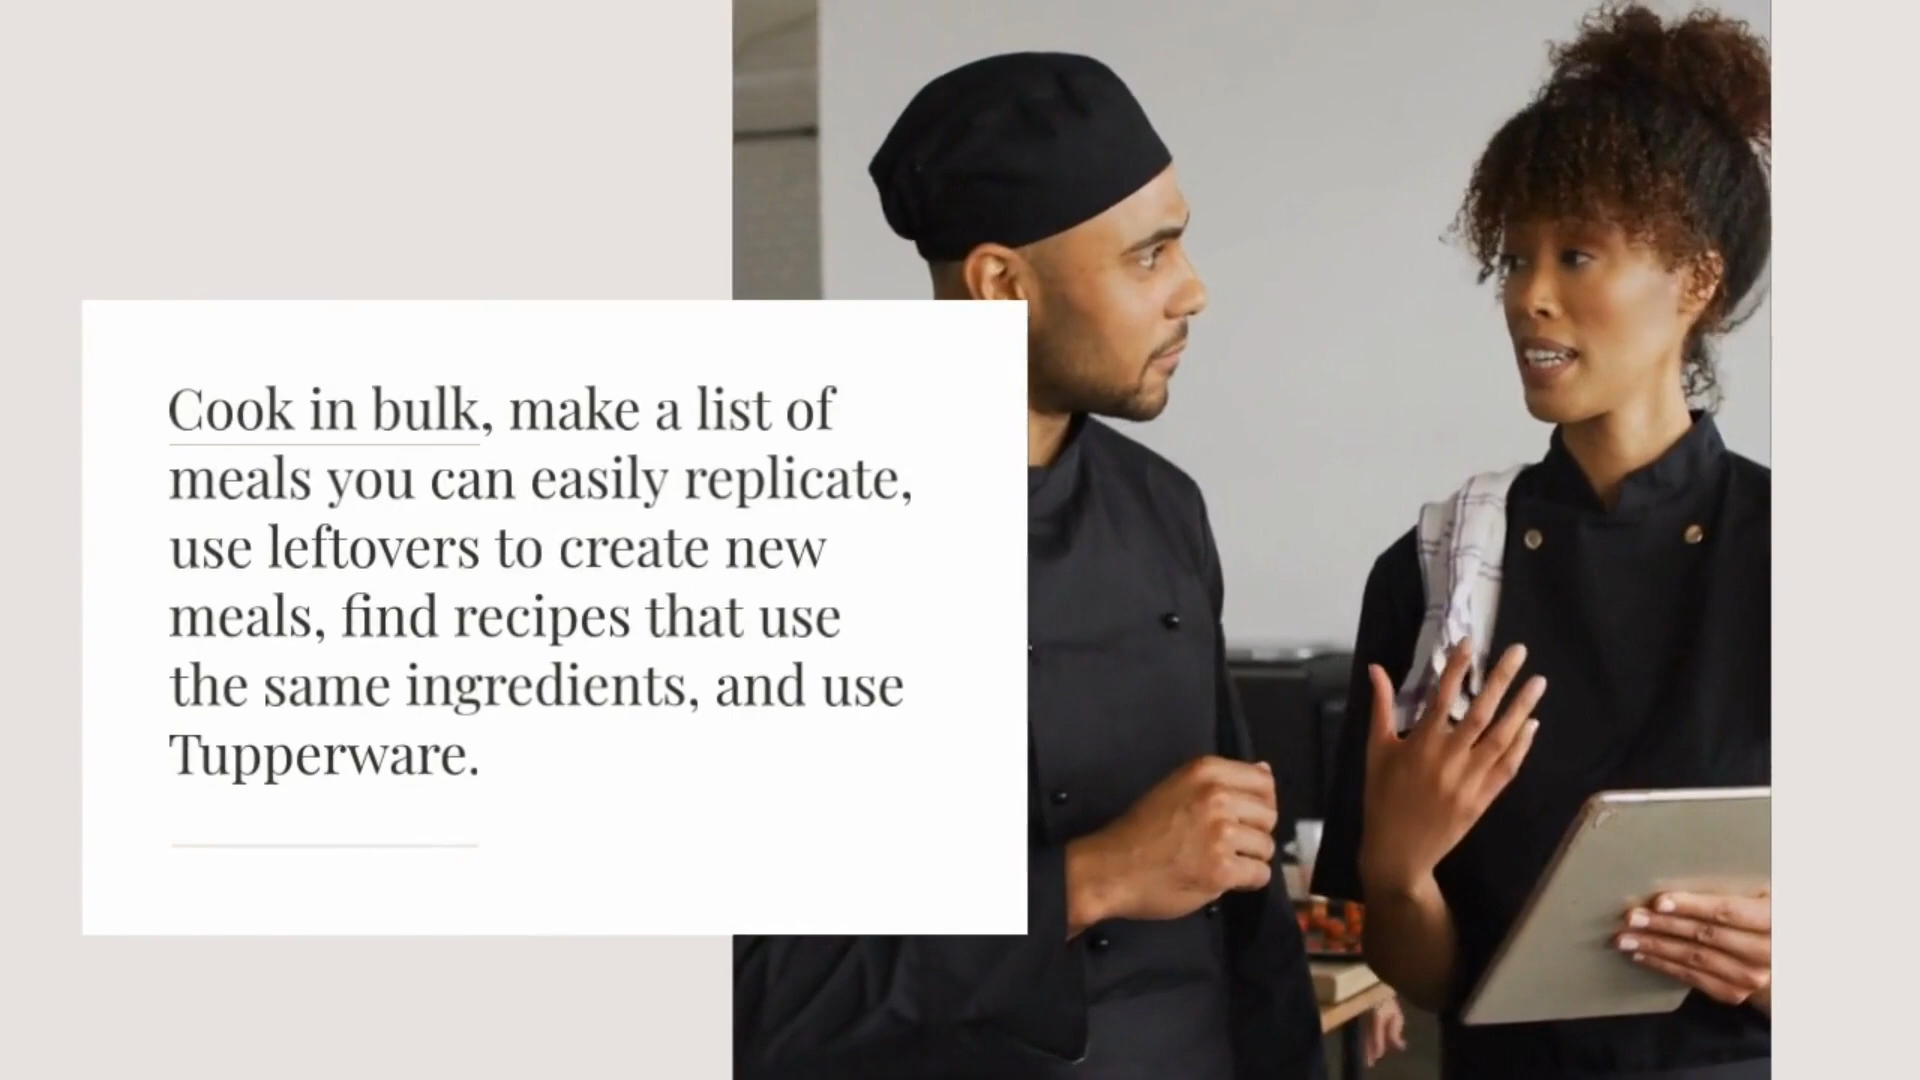 Cook in bulk, make a list of
meals you can easily replicate,
use leftovers to create new
meals, find recipes that use
the same ingredients, and use
Tupperware.